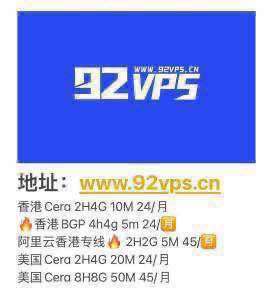 www.92vps.cn
92VPS
地址：www.92vps.cn
香港 Cera 2H4G 10M 24/月
🔥香港 BGP 4h4g 5m 24/🈷️
阿里云香港专线🔥 2H2G 5M 45/🈷️
美国 Cera 2H4G 20M 24/月
美国 Cera 8H8G 50M 45/月